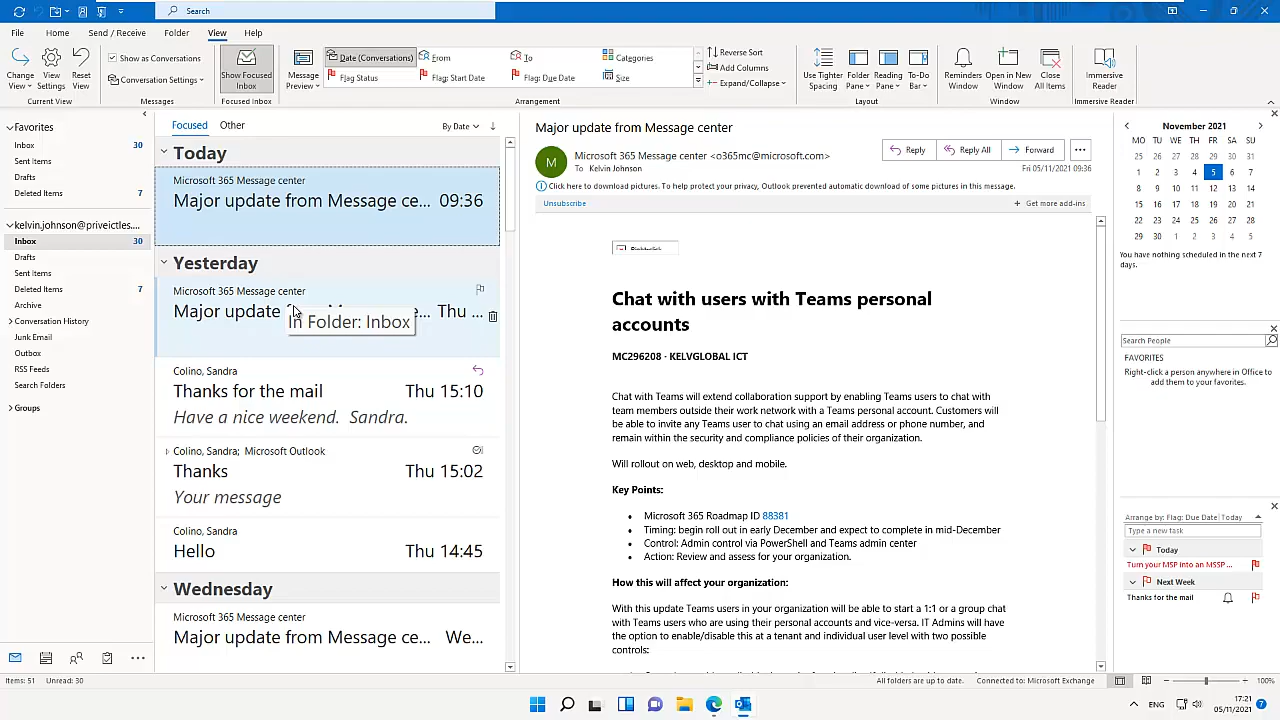 Search
File Home Send / Receive Folder View Help
Change View
View Settings
Reset View
Current View
Show as Conversations
Conversation Settings
Messages
Show Focused Inbox
Focused Inbox
Message Preview
Date (Conversations) From To Categories
Flag Status Flag: Start Date Flag: Due Date Size
Arrangement
Reverse Sort
Add Columns
Expand/Collapse
Use Tighter Spacing
Folder Pane
Reading Pane
To-Do Bar
Layout
Reminders Window
Open in New Window
Close All Items
Window
Immersive Reader
Immersive Reader
Favorites
Inbox 30
Sent Items
Drafts
Deleted Items 7
kelvin.johnson@priveictles....
Inbox 30
Drafts
Sent Items
Deleted Items 7
Archive
Conversation History
Junk Email
Outbox
RSS Feeds
Search Folders
Groups
Focused Other By Date
Today
Microsoft 365 Message center
Major update from Message ce... 09:36
Yesterday
Microsoft 365 Message center
Major update e... Thu ...
In Folder: Inbox
Colino, Sandra
Thanks for the mail Thu 15:10
Have a nice weekend. Sandra.
Colino, Sandra; Microsoft Outlook
Thanks Thu 15:02
Your message
Colino, Sandra
Hello Thu 14:45
Wednesday
Microsoft 365 Message center
Major update from Message ce... We...
Major update from Message center
M
Microsoft 365 Message center <o365mc@microsoft.com>
To Kelvin Johnson
Reply Reply All Forward
Fri 05/11/2021 09:36
Click here to download pictures. To help protect your privacy, Outlook prevented automatic download of some pictures in this message.
Unsubscribe + Get more add-ins
Chat with users with Teams personal
accounts
MC296208 · KELVGLOBAL ICT
Chat with Teams will extend collaboration support by enabling Teams users to chat with
team members outside their work network with a Teams personal account. Customers will
be able to invite any Teams user to chat using an email address or phone number, and
remain within the security and compliance policies of their organization.
Will rollout on web, desktop and mobile.
Key Points:
• Microsoft 365 Roadmap ID 88381
• Timing: begin roll out in early December and expect to complete in mid-December
• Control: Admin control via PowerShell and Teams admin center
• Action: Review and assess for your organization.
How this will affect your organization:
With this update Teams users in your organization will be able to start a 1:1 or a group chat
with Teams users who are using their personal accounts and vice-versa. IT Admins will have
the option to enable/disable this at a tenant and individual user level with two possible
controls:
November 2021
MO TU WE TH FR SA SU
25 26 27 28 29 30 31
1 2 3 4 5 6 7
8 9 10 11 12 13 14
15 16 17 18 19 20 21
22 23 24 25 26 27 28
29 30 1 2 3 4 5
You have nothing scheduled in the next 7
days.
Search People
FAVORITES
Right-click a person anywhere in Office to
add them to your favorites.
Arrange by: Flag: Due Date Today
Type a new task
Today
Turn your MSP into an MSSP ...
Next Week
Thanks for the mail
Items: 51 Unread: 30 All folders are up to date. Connected to: Microsoft Exchange 100%
ENG 17:21
05/11/2021 7